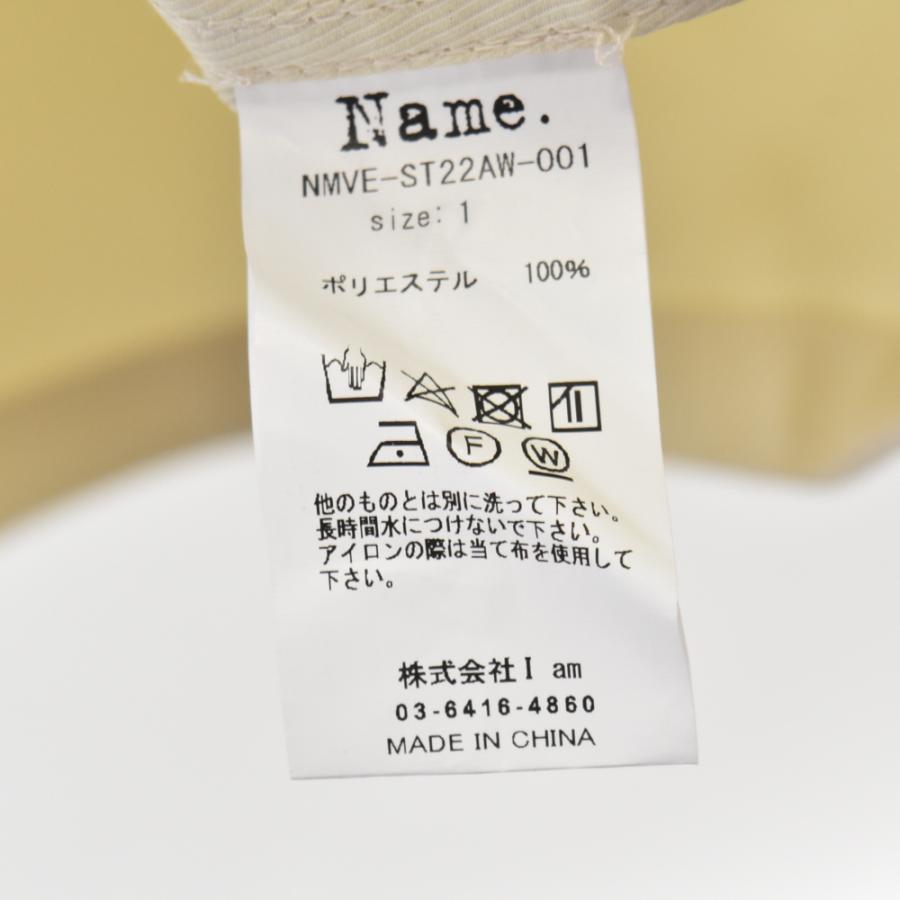 Name.
NMVE-ST22AW-001
size: 1
ポリエステル 100%
F W
他のものとは別に洗って下さい。
長時間水につけないで下さい。
アイロンの際は当て布を使用して
下さい。
株式会社I am
03-6416-4860
MADE IN CHINA